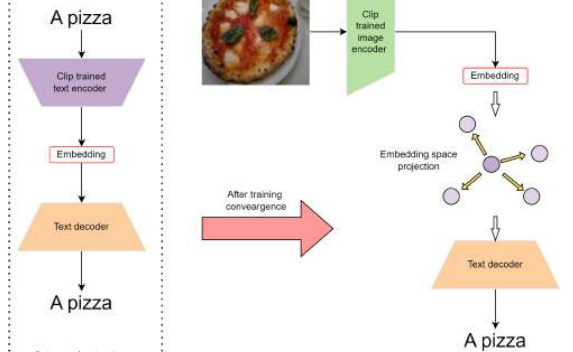 A pizza
Clip trained
text encoder
Embedding
Text decoder
A pizza
After training
conveargence
Clip
trained
image
encoder
Embedding
Embedding space
projection
Text decoder
A pizza